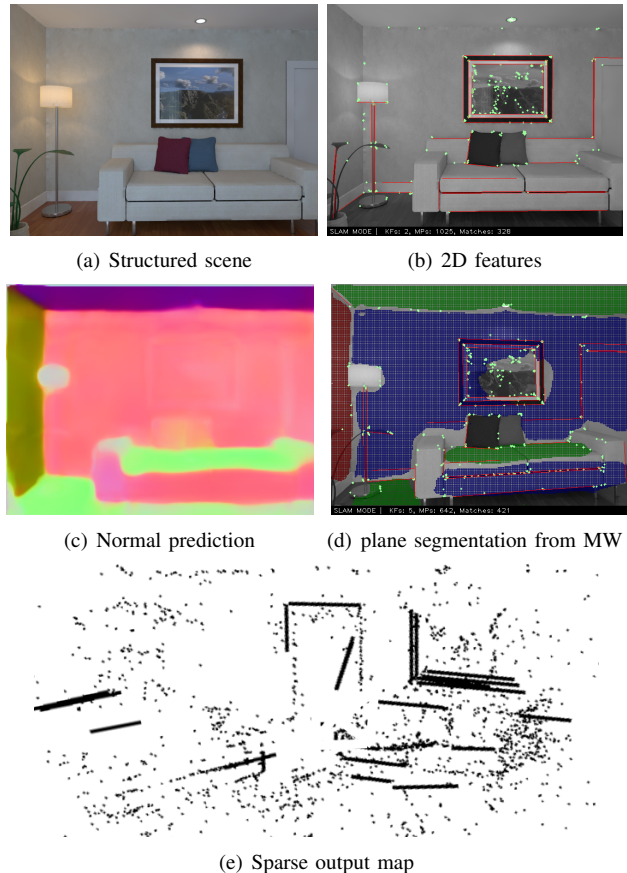 (a) Structured scene
SLAM MODE | KFs: 2, MPs: 1025, Matches: 328
(b) 2D features
(c) Normal prediction
SLAM MODE | KFs: 5, MPs: 642, Matches: 421
(d) plane segmentation from MW
(e) Sparse output map